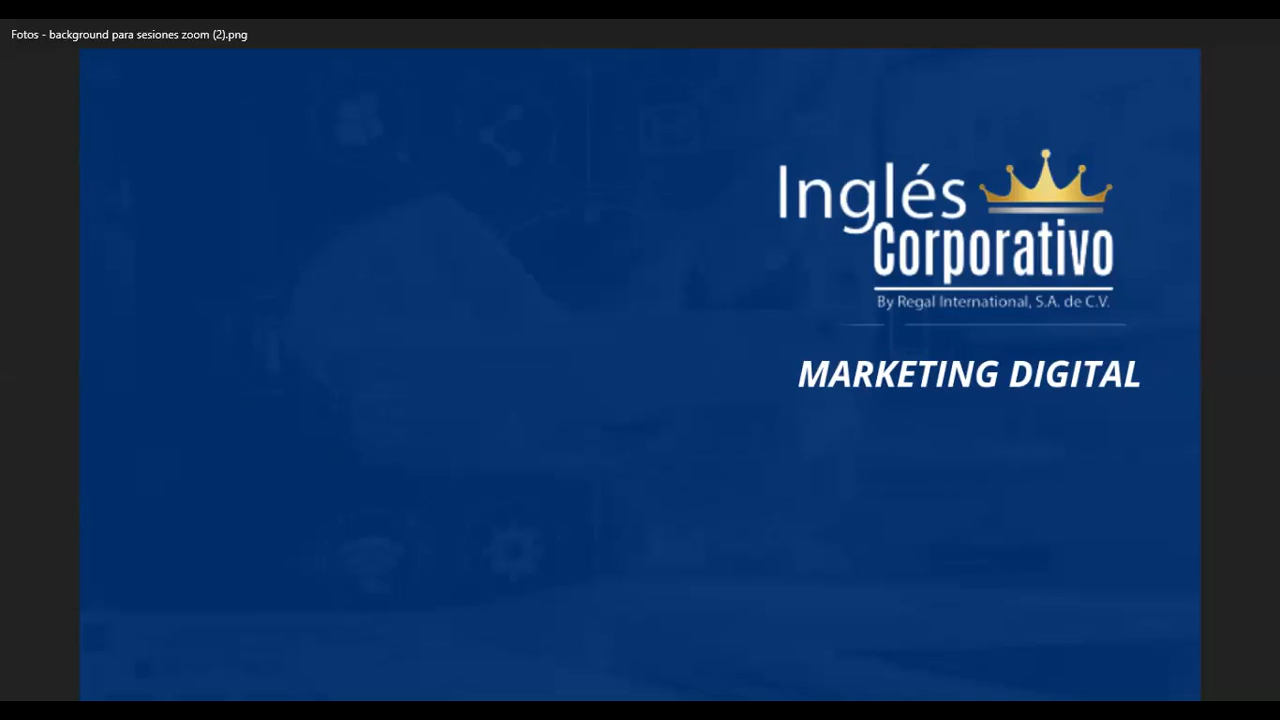 Fotos - background para sesiones zoom (2).png
Inglés
Corporativo
By Regal International, S.A. de C.V.
MARKETING DIGITAL